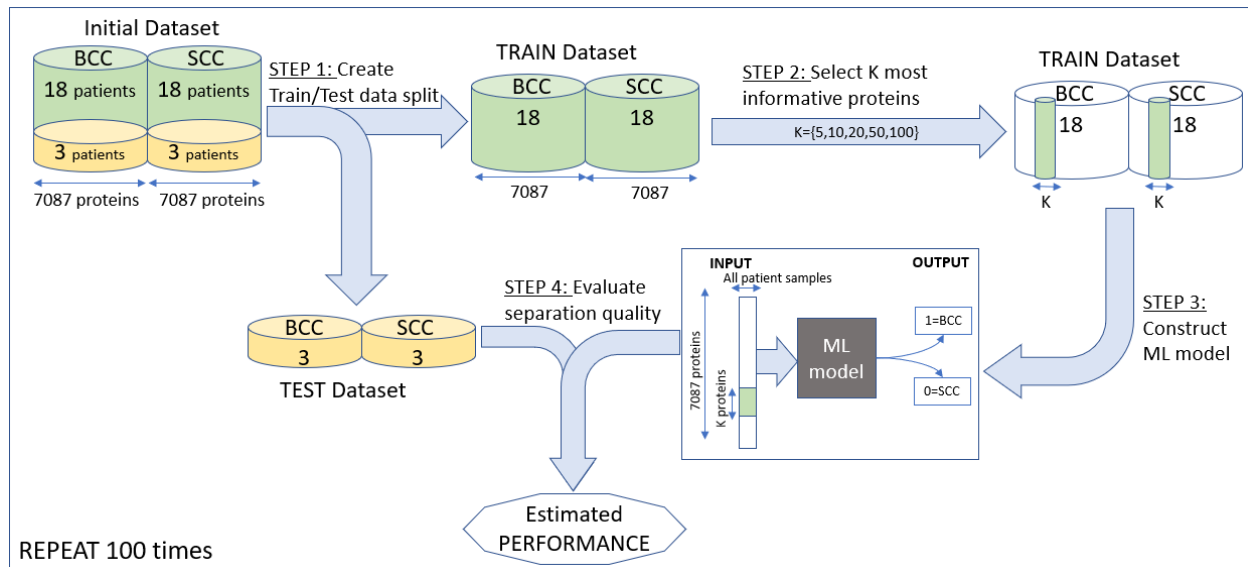 Initial Dataset
BCC
SCC
18 patients
18 patients
3 patients
3 patients
7087 proteins
7087 proteins
STEP 1: Create
Train/Test data split
TRAIN Dataset
BCC
SCC
18
18
7087
7087
STEP 2: Select K most
informative proteins
K={5,10,20,50,100}
TRAIN Dataset
BCC
SCC
18
18
K
K
STEP 3:
Construct
ML model
INPUT
OUTPUT
All patient samples
7087 proteins
K proteins
ML
model
1=BCC
0=SCC
STEP 4: Evaluate
separation quality
BCC
SCC
3
3
TEST Dataset
Estimated
PERFORMANCE
REPEAT 100 times